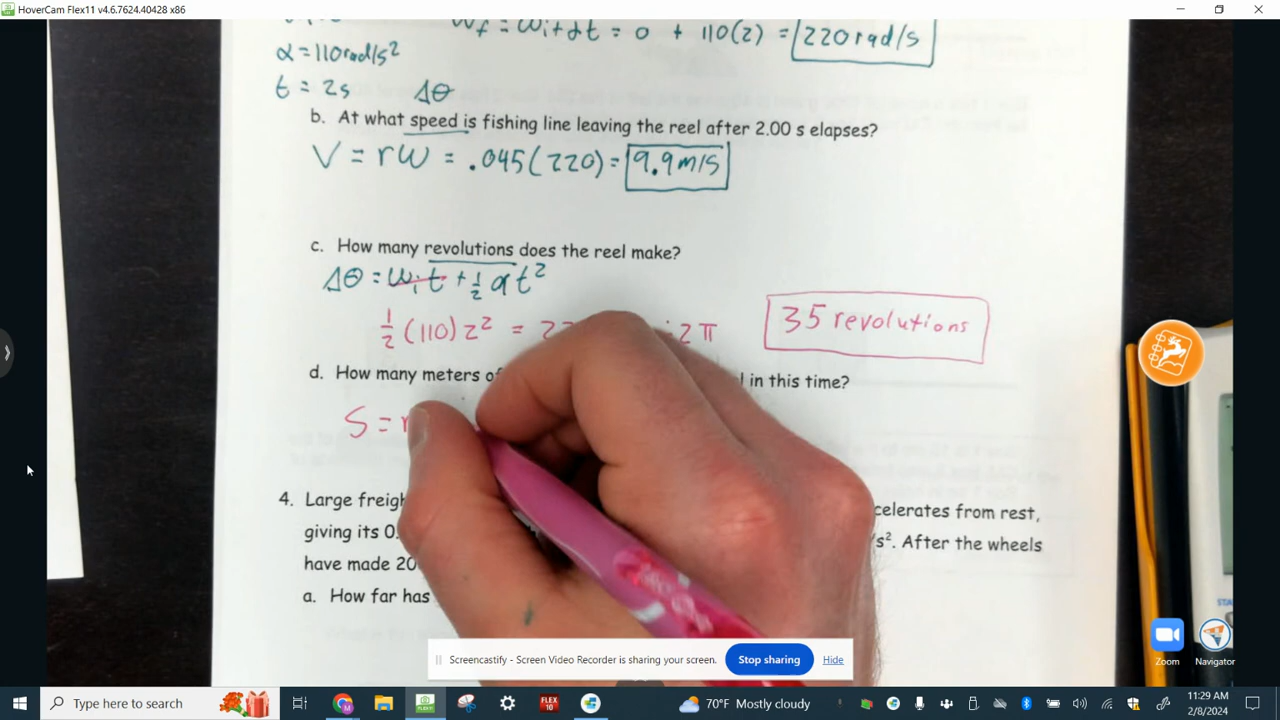 HoverCam Flex11 v4.6.7624.40428 x86
ωf = ωi + αt = 0 + 110(2) = 220 rad/s
α = 110 rad/s²
t = 2s Δθ
b. At what speed is fishing line leaving the reel after 2.00 s elapses?
V = rω = .045(220) = 9.9 m/s
c. How many revolutions does the reel make?
Δθ = ωit + ½αt²
½(110)2² = 2π
35 revolutions
d. How many meters in this time?
S = r
4. Large celerates from rest,
giving its /s². After the wheels
have made 20
a. How far has
Screencastify - Screen Video Recorder is sharing your screen.
Stop sharing
Hide
Zoom
Navigator
Type here to search
FLEX 10
70°F Mostly cloudy
11:29 AM
2/8/2024